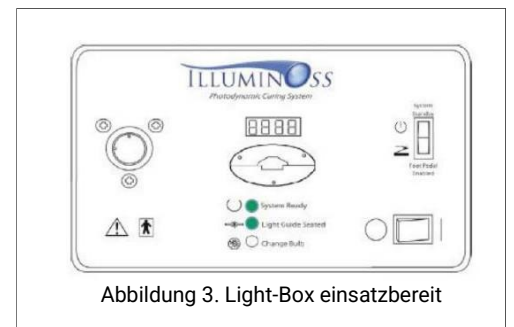 ILLUMINOSS
Photodynamic Curing System
8888
System
Standby
Foot Pedal
Enabled
System Ready
Light Guide Seated
Change Bulb
Abbildung 3. Light-Box einsatzbereit